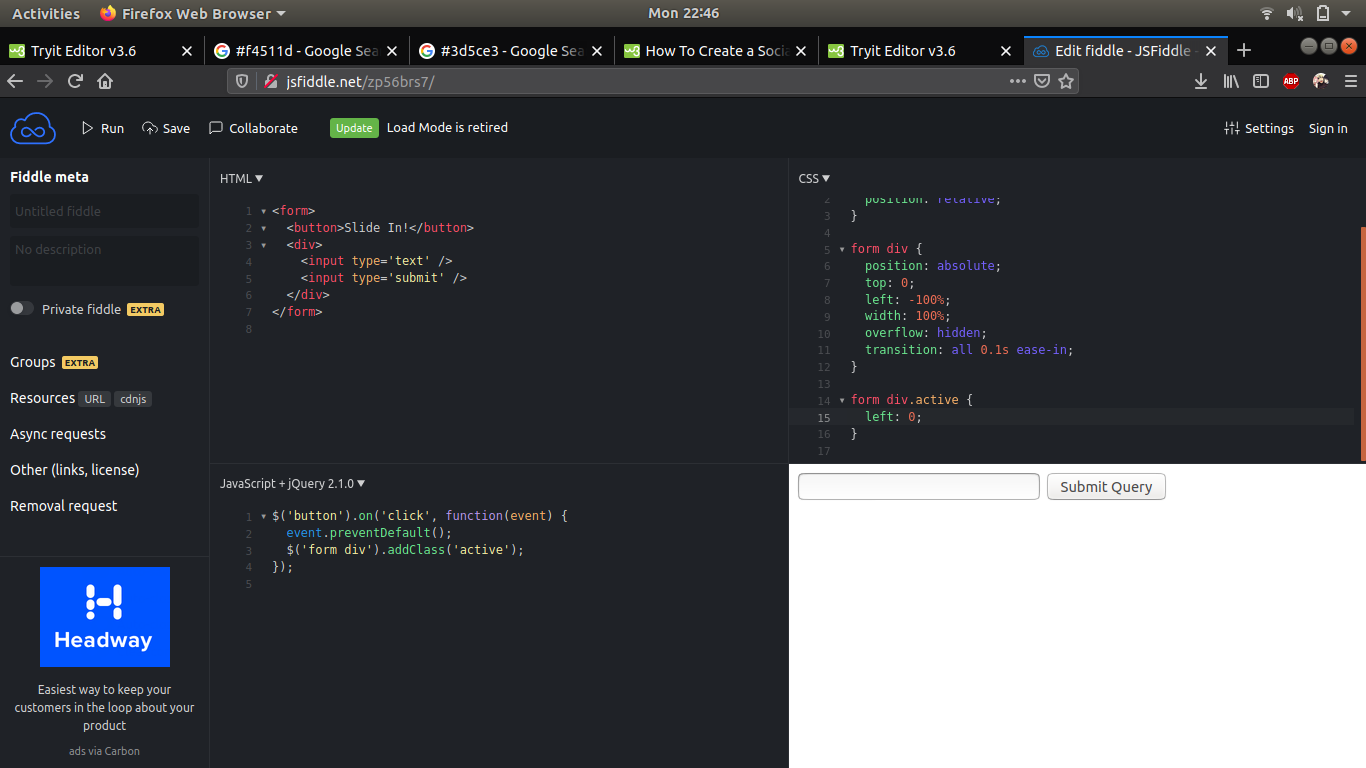 Activities Firefox Web Browser Mon 22:46
Tryit Editor v3.6 #f4511d - Google Sea #3d5ce3 - Google Sea How To Create a Socia Tryit Editor v3.6 Edit fiddle - JSFiddle -
jsfiddle.net/zp56brs7/ ABP
Run Save Collaborate Update Load Mode is retired Settings Sign in
Fiddle meta
Untitled fiddle
No description
Private fiddle EXTRA
Groups EXTRA
Resources URL cdnjs
Async requests
Other (links, license)
Removal request
Headway
Easiest way to keep your
customers in the loop about your
product
ads via Carbon
HTML
1 <form>
2 <button>Slide In!</button>
3 <div>
4 <input type='text' />
5 <input type='submit' />
6 </div>
7 </form>
8
CSS
2 position: relative;
3 }
4
5 form div {
6 position: absolute;
7 top: 0;
8 left: -100%;
9 width: 100%;
10 overflow: hidden;
11 transition: all 0.1s ease-in;
12 }
13
14 form div.active {
15 left: 0;
16 }
17
JavaScript + jQuery 2.1.0
1 $('button').on('click', function(event) {
2 event.preventDefault();
3 $('form div').addClass('active');
4 });
5
Submit Query